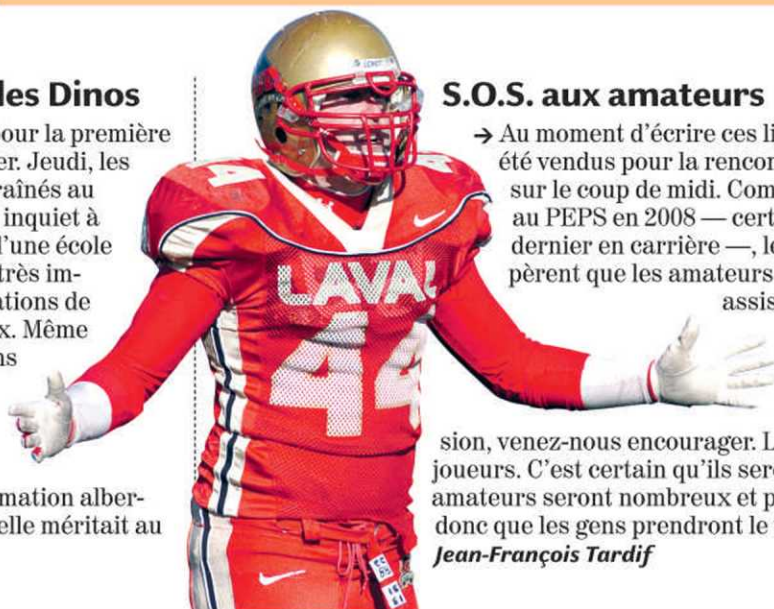 les Dinos
pour la première
er. Jeudi, les
raînés au
inquiet à
d'une école
très im-
ations de
x. Même
ns
mation alber-
elle méritait au
LAVAL
44
44
S.O.S. aux amateurs
→ Au moment d'écrire ces li
été vendus pour la rencon
sur le coup de midi. Com
au PEPS en 2008 — cert
dernier en carrière —, le
pèrent que les amateurs
assis
sion, venez-nous encourager. L
joueurs. C'est certain qu'ils ser
amateurs seront nombreux et p
donc que les gens prendront le
Jean-François Tardif